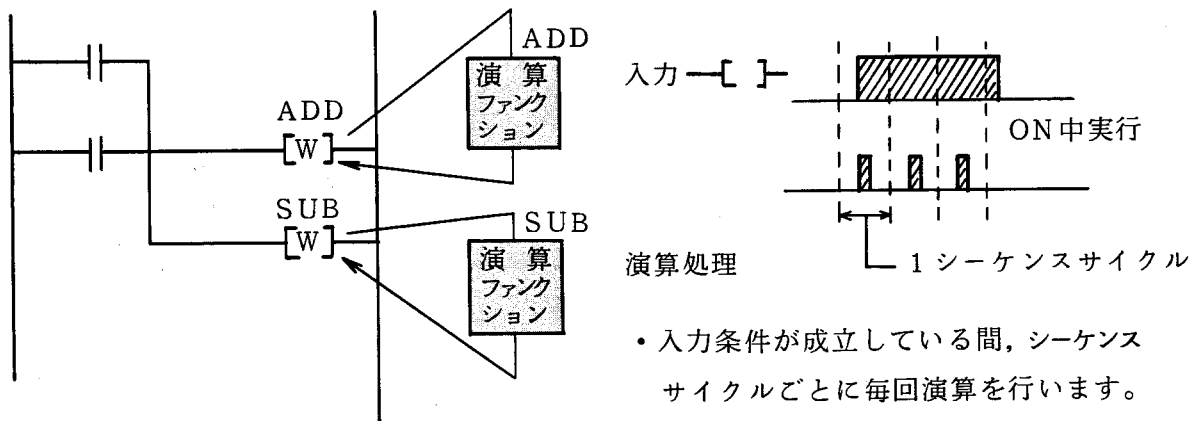 ADD
演算
ファンク
ション
ADD
[W]
SUB
[W]
SUB
演算
ファンク
ション
入力
ON中実行
演算処理
1シーケンスサイクル
・入力条件が成立している間，シーケンス
サイクルごとに毎回演算を行います。